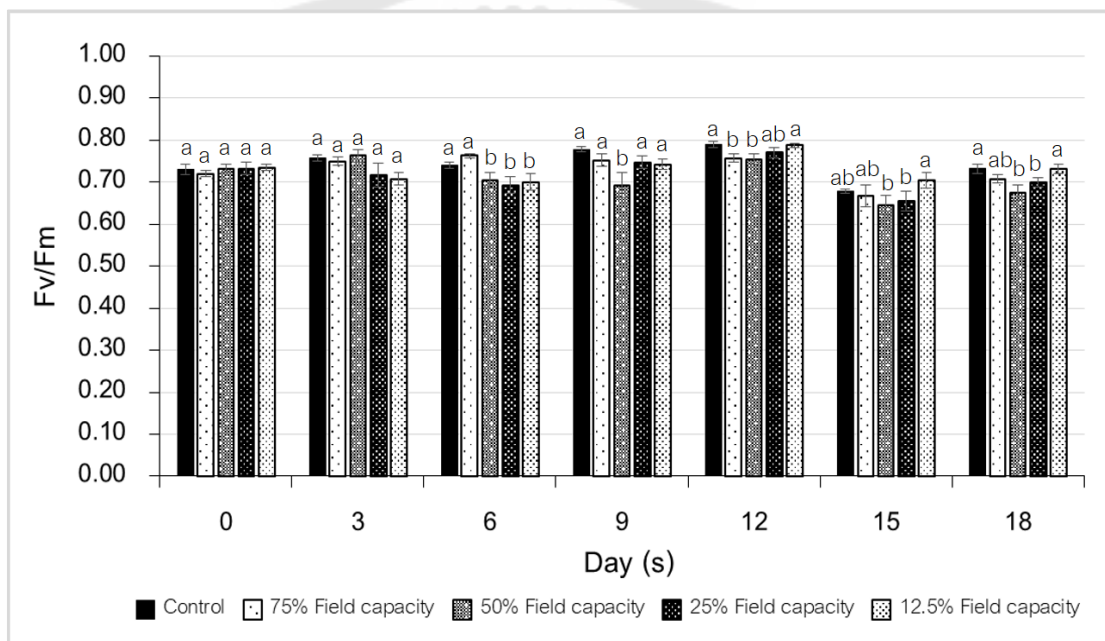 1.00
0.90
0.80
0.70
0.60
0.50
0.40
0.30
0.20
0.10
0.00
Fv/Fm
a a a a a
a a a a a
a a b b b
a a b a a
a b b ab a
ab ab b b a
a ab b b a
0 3 6 9 12 15 18
Day (s)
Control 75% Field capacity 50% Field capacity 25% Field capacity 12.5% Field capacity